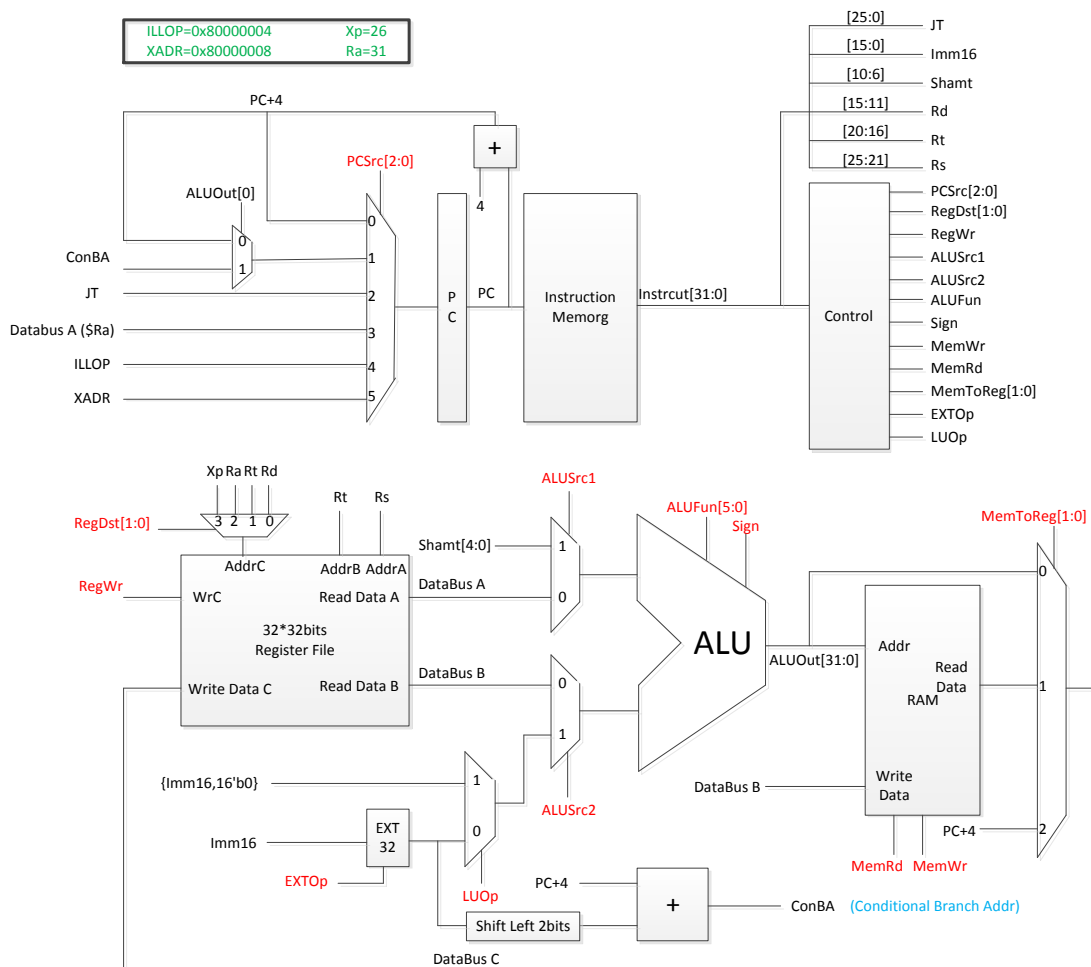 ILLOP=0x80000004 Xp=26
XADR=0x80000008 Ra=31
[25:0] JT
[15:0] Imm16
[10:6] Shamt
[15:11] Rd
[20:16] Rt
[25:21] Rs
PC+4
+
4
PCSrc[2:0]
ALUOut[0]
0
1
ConBA
JT
Databus A ($Ra)
ILLOP
XADR
0
1
2
3
4
5
P
C
PC
Instruction
Memorg
Instrcut[31:0]
Control
PCSrc[2:0]
RegDst[1:0]
RegWr
ALUSrc1
ALUSrc2
ALUFun
Sign
MemWr
MemRd
MemToReg[1:0]
EXTOp
LUOp
Xp Ra Rt Rd
3 2 1 0
RegDst[1:0]
RegWr
Rt
Rs
AddrC
AddrB AddrA
WrC
Read Data A
32*32bits
Register File
Write Data C
Read Data B
ALUSrc1
Shamt[4:0]
1
DataBus A
0
DataBus B
0
1
ALUSrc2
ALUFun[5:0]
Sign
ALU
ALUOut[31:0]
MemToReg[1:0]
0
1
2
Addr
Read
Data
RAM
Write
Data
DataBus B
PC+4
MemRd
MemWr
{Imm16,16'b0}
1
0
Imm16
EXT
32
EXTOp
LUOp
PC+4
Shift Left 2bits
+
ConBA (Conditional Branch Addr)
DataBus C